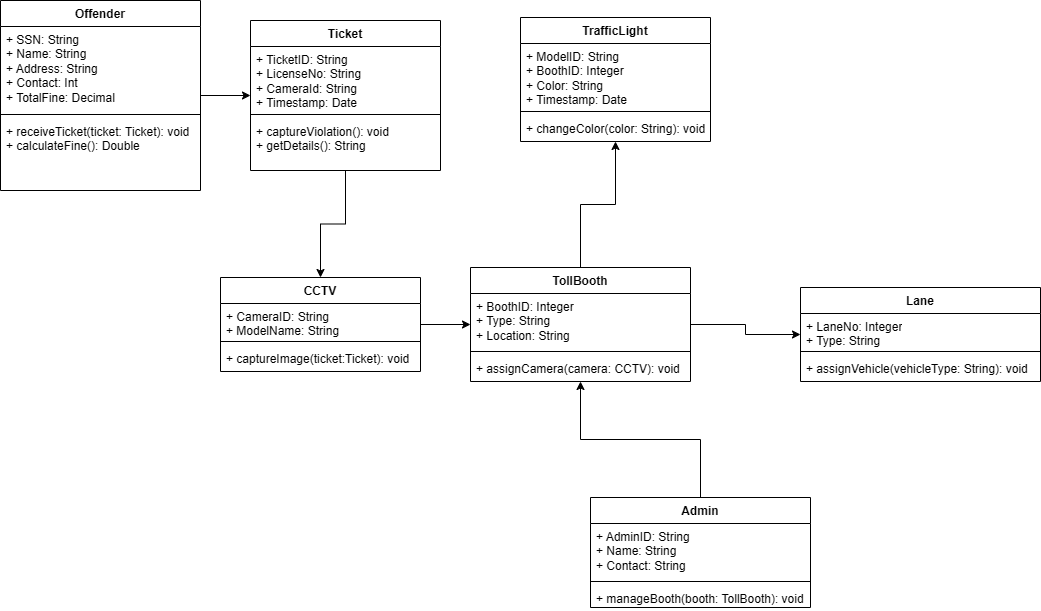 Offender
+ SSN: String
+ Name: String
+ Address: String
+ Contact: Int
+ TotalFine: Decimal
+ receiveTicket(ticket: Ticket): void
+ calculateFine(): Double
Ticket
+ TicketID: String
+ LicenseNo: String
+ CameraId: String
+ Timestamp: Date
+ captureViolation(): void
+ getDetails(): String
TrafficLight
+ ModelID: String
+ BoothID: Integer
+ Color: String
+ Timestamp: Date
+ changeColor(color: String): void
CCTV
+ CameraID: String
+ ModelName: String
+ captureImage(ticket:Ticket): void
TollBooth
+ BoothID: Integer
+ Type: String
+ Location: String
+ assignCamera(camera: CCTV): void
Lane
+ LaneNo: Integer
+ Type: String
+ assignVehicle(vehicleType: String): void
Admin
+ AdminID: String
+ Name: String
+ Contact: String
+ manageBooth(booth: TollBooth): void